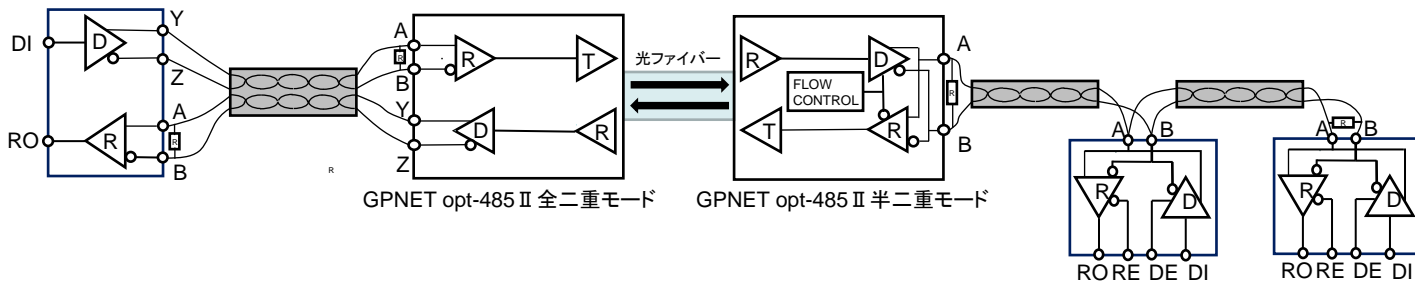 DI
D
Y
Z
A
RO
R
R
B
R
A
R
B
R
T
Y
D
Z
R
GPNET opt-485Ⅱ 全二重モード
光ファイバー
R
D
FLOW
CONTROL
T
R
A
R
B
GPNET opt-485Ⅱ 半二重モード
A
B
R
D
RO RE DE DI
A
R
B
R
D
RO RE DE DI